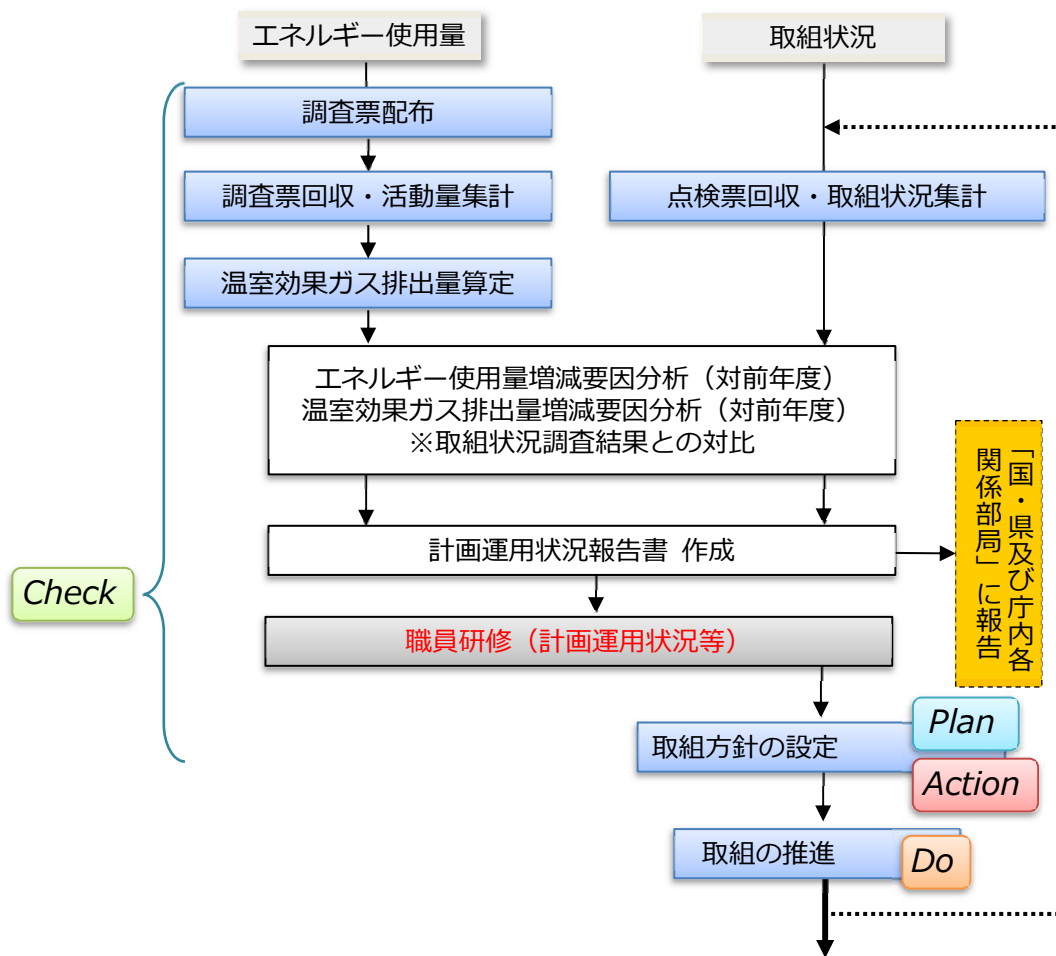 エネルギー使用量
取組状況
調査票配布
調査票回収・活動量集計
点検票回収・取組状況集計
温室効果ガス排出量算定
エネルギー使用量増減要因分析（対前年度）
温室効果ガス排出量増減要因分析（対前年度）
※取組状況調査結果との対比
「国・県及び庁内各
関係部局」に報告
計画運用状況報告書 作成
Check
職員研修（計画運用状況等）
取組方針の設定
Plan
Action
取組の推進
Do